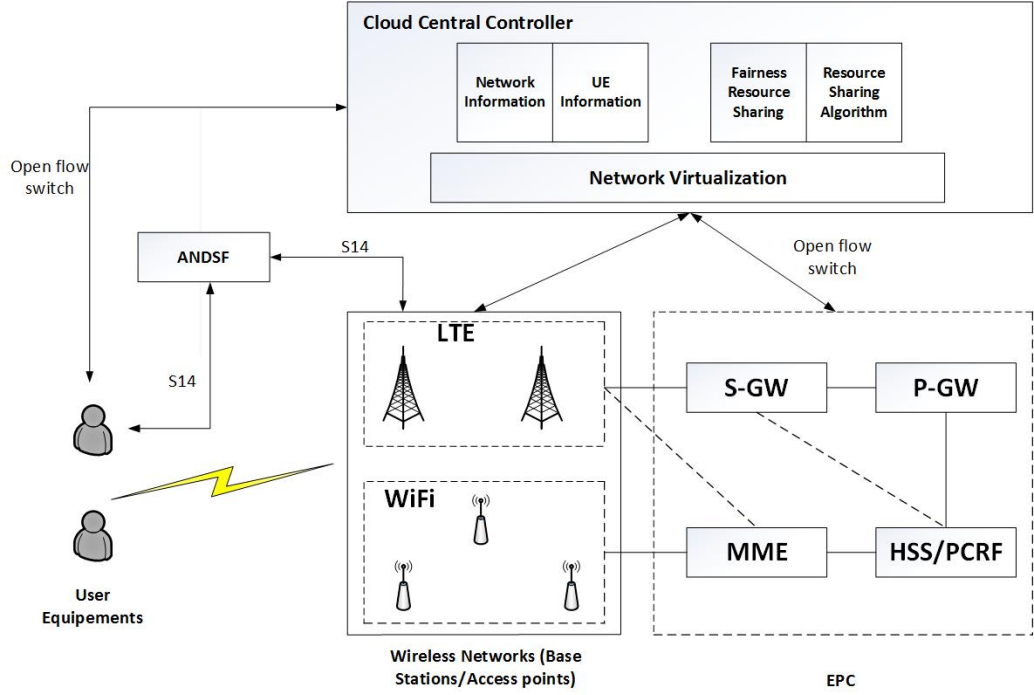 Cloud Central Controller
Network
Information
UE
Information
Fairness
Resource
Sharing
Resource
Sharing
Algorithm
Network Virtualization
Open flow
switch
ANDSF
S14
Open flow
switch
S14
LTE
S-GW
P-GW
WiFi
MME
HSS/PCRF
User
Equipements
Wireless Networks (Base
Stations/Access points)
EPC